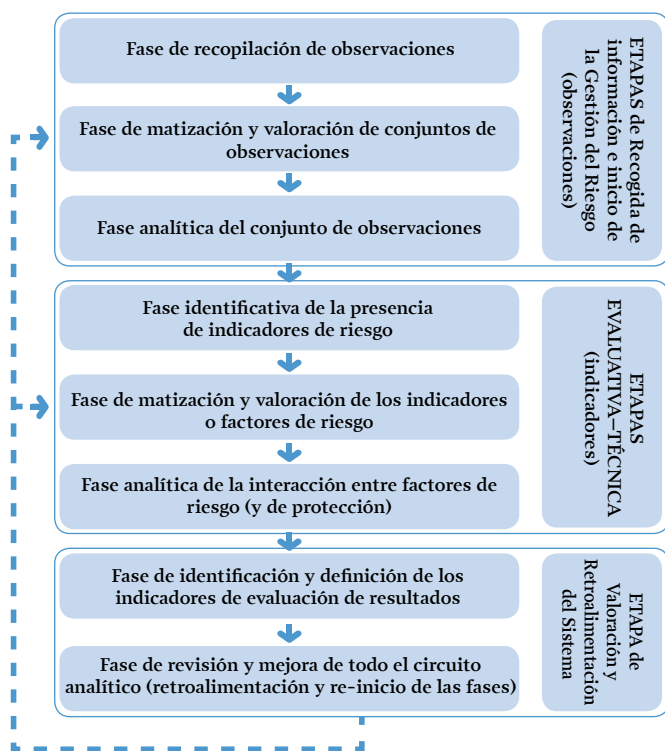 Fase de recopilación de observaciones
Fase de matización y valoración de conjuntos de
observaciones
Fase analítica del conjunto de observaciones
ETAPAS de Recogida de
información e inicio de
la Gestión del Riesgo
(observaciones)
Fase identificativa de la presencia
de indicadores de riesgo
Fase de matización y valoración de los indicadores
o factores de riesgo
Fase analítica de la interacción entre factores de
riesgo (y de protección)
ETAPAS
EVALUATIVA–TÉCNICA
(indicadores)
Fase de identificación y definición de los
indicadores de evaluación de resultados
Fase de revisión y mejora de todo el circuito
analítico (retroalimentación y re-inicio de las fases)
ETAPA de
Valoración y
Retroalimentación
del Sistema